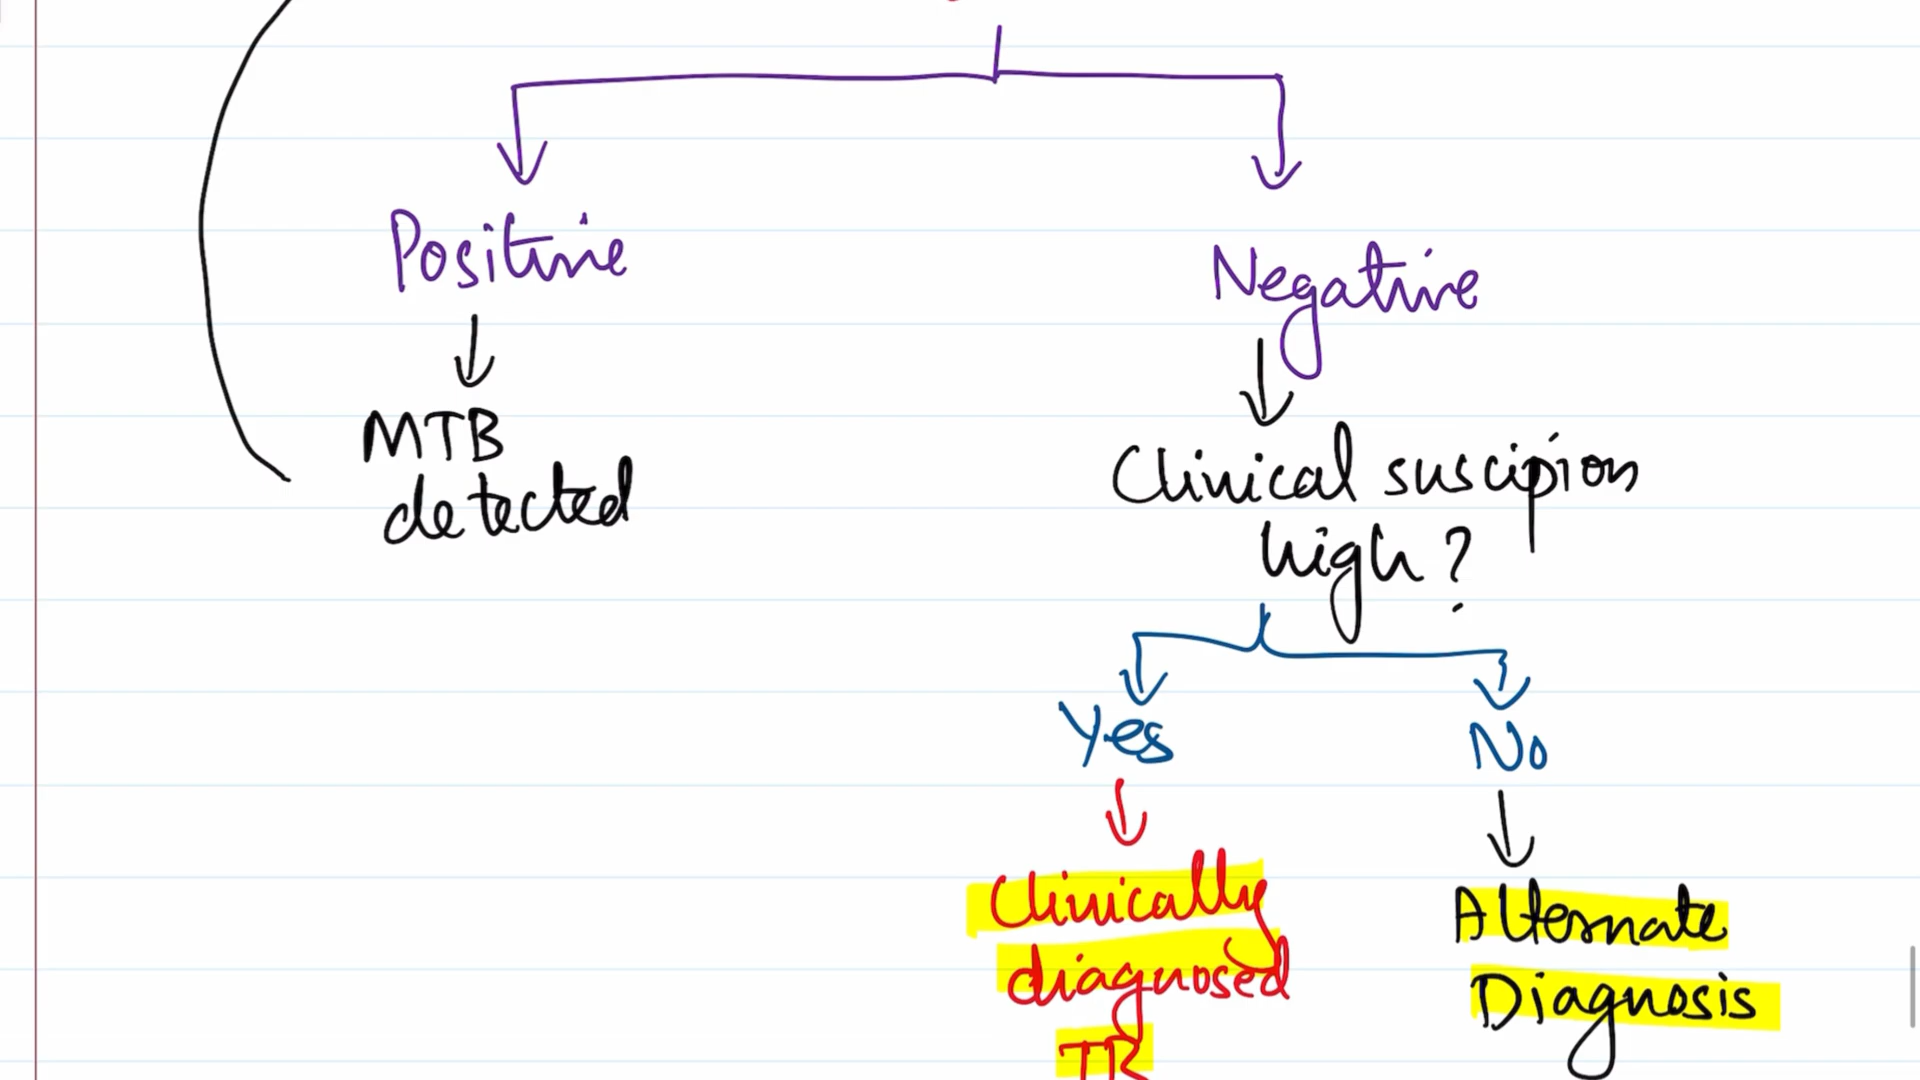 Positive
Negative
MTB
detected
Clinical suscipion
high?
Yes
No
Clinically
diagnosed
TB
Alternate
Diagnosis